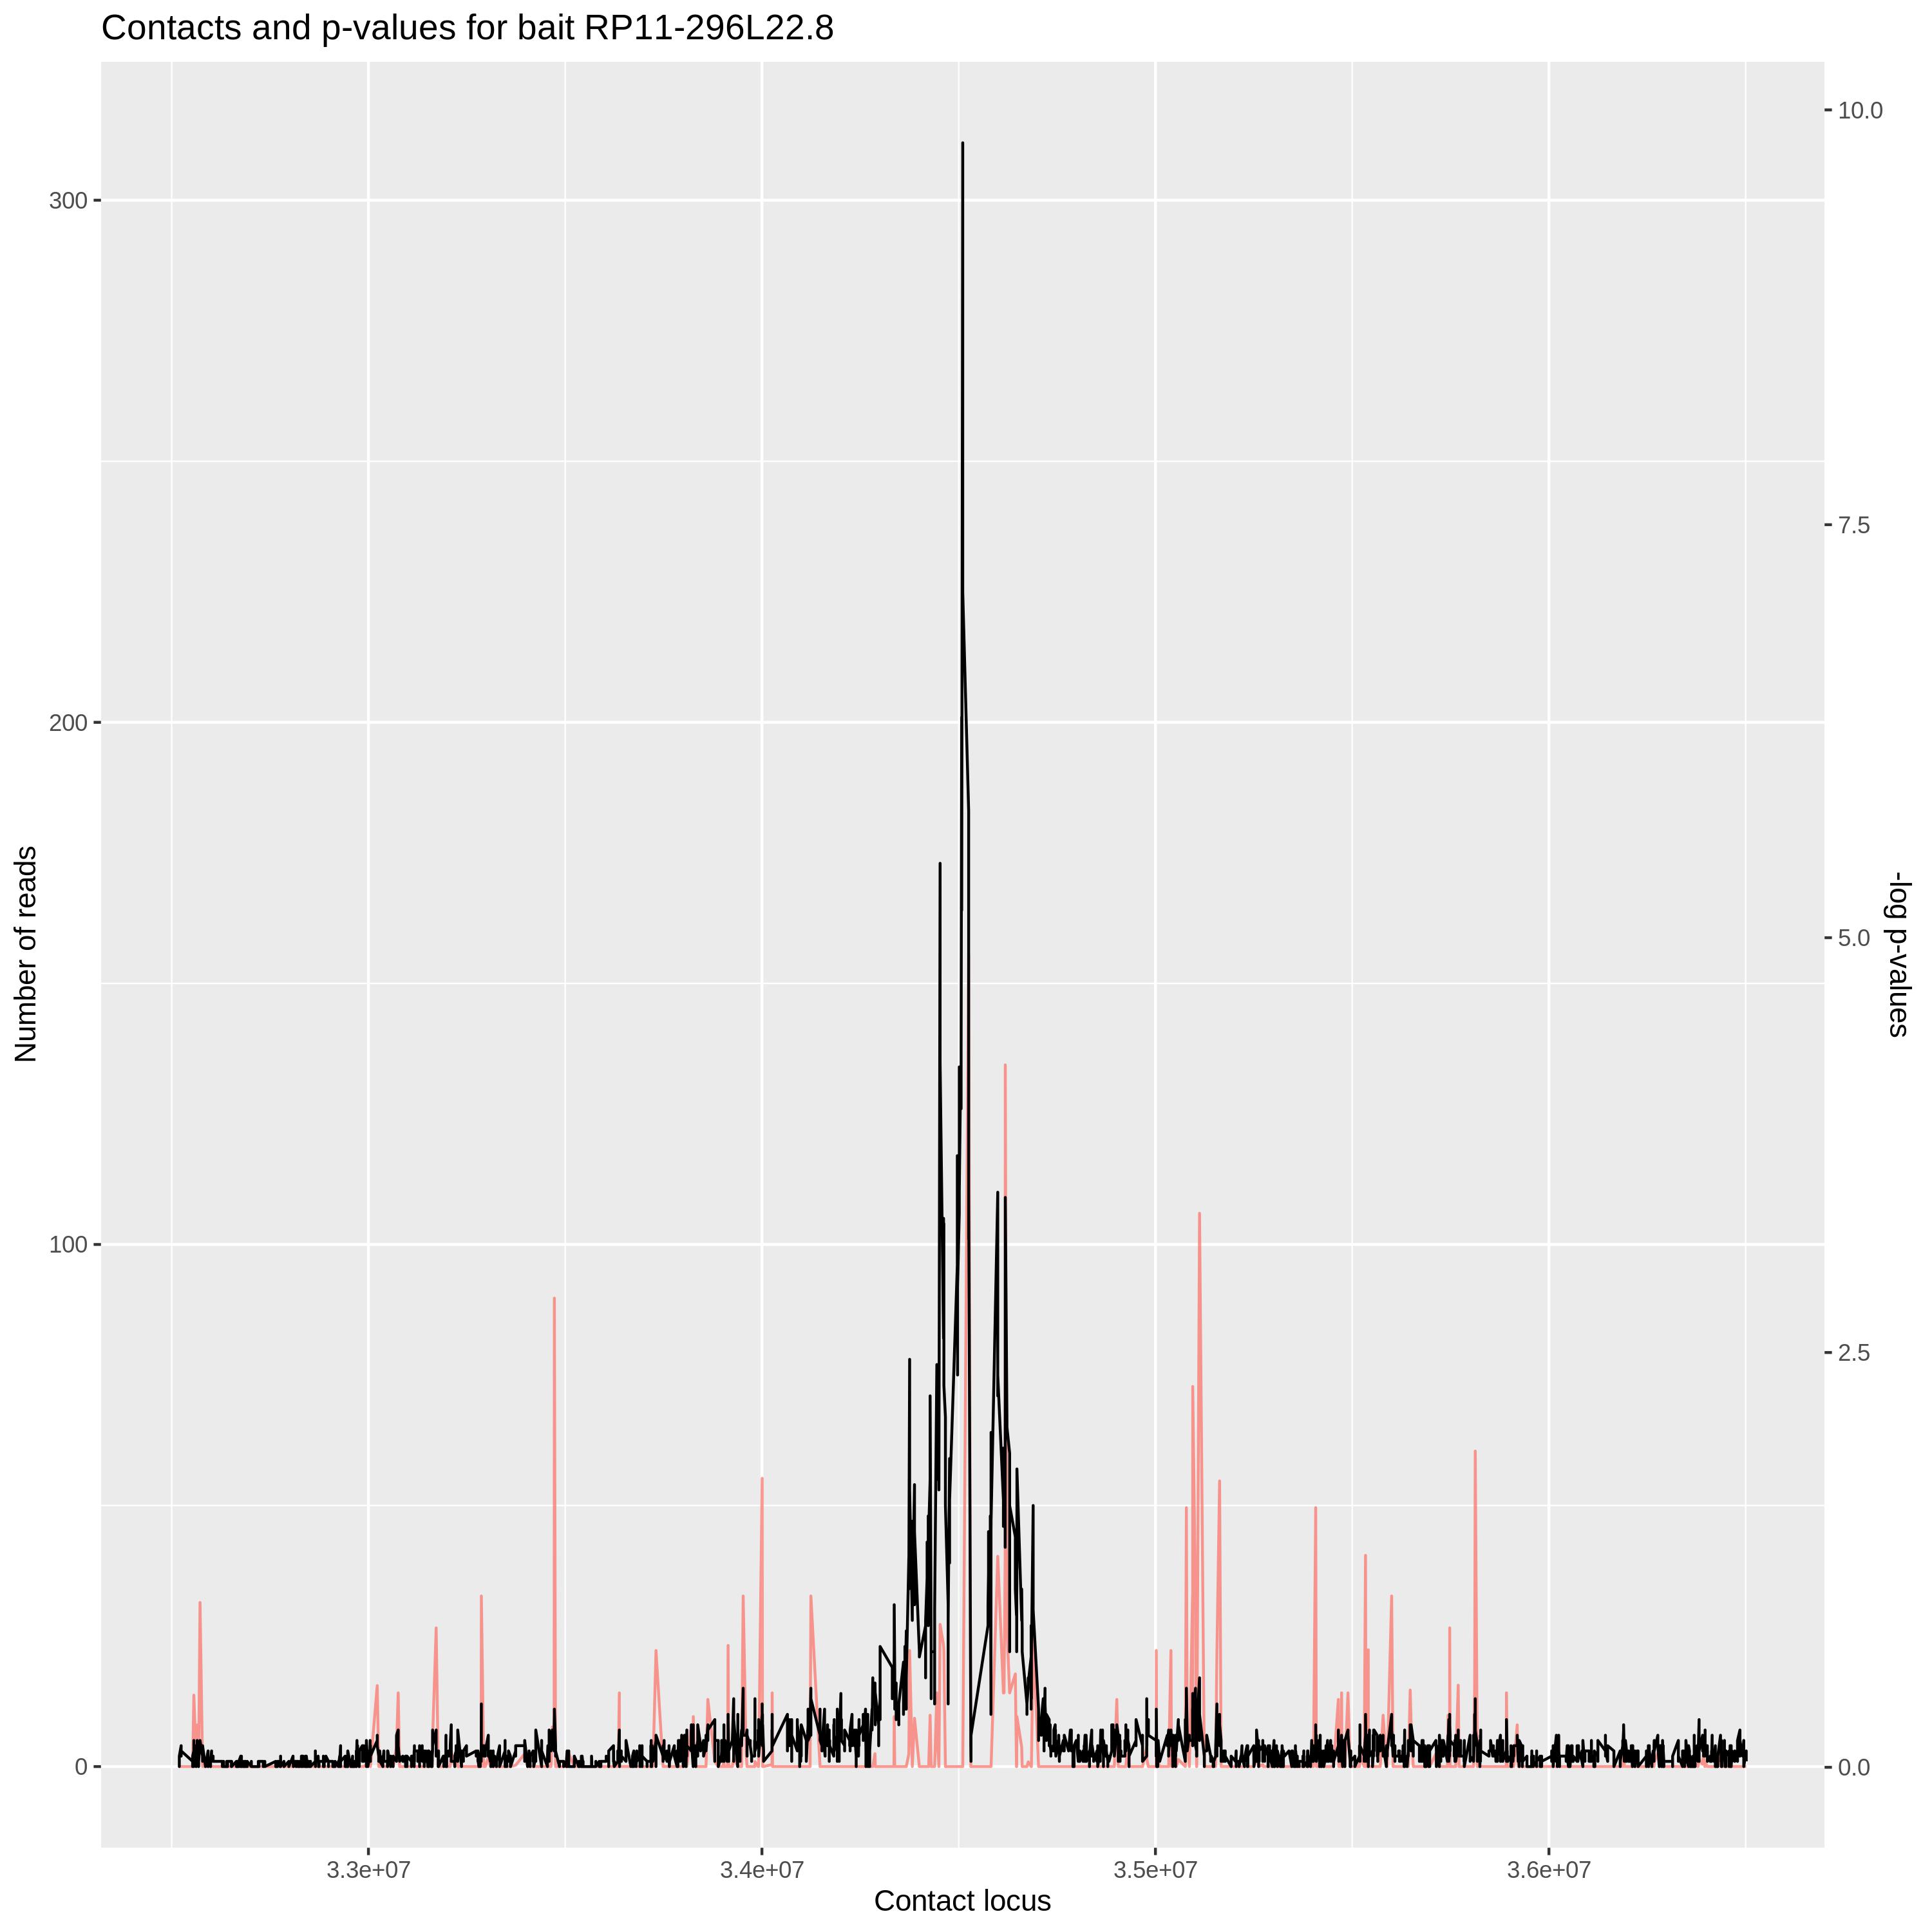 Contacts and p-values for bait RP11-296L22.8
300
200
100
0
10.0
7.5
5.0
2.5
0.0
3.3e+07
3.4e+07
3.5e+07
3.6e+07
Number of reads
-log p-values
Contact locus